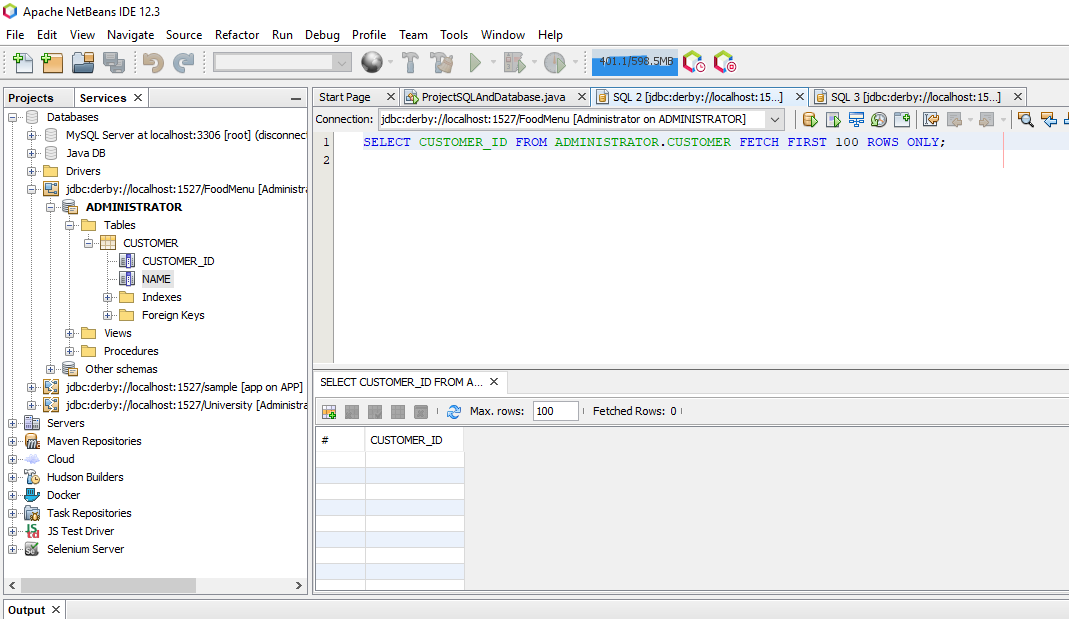 Apache NetBeans IDE 12.3
File Edit View Navigate Source Refactor Run Debug Profile Team Tools Window Help
401.1/598.5MB
Projects Services
Databases
MySQL Server at localhost:3306 [root] (disconnect
Java DB
Drivers
jdbc:derby://localhost:1527/FoodMenu [Administra
ADMINISTRATOR
Tables
CUSTOMER
CUSTOMER_ID
NAME
Indexes
Foreign Keys
Views
Procedures
Other schemas
jdbc:derby://localhost:1527/sample [app on APP]
jdbc:derby://localhost:1527/University [Administra
Servers
Maven Repositories
Cloud
Hudson Builders
Docker
Task Repositories
JS Test Driver
Selenium Server
Start Page ProjectSQLAndDatabase.java SQL 2 [jdbc:derby://localhost:15...] SQL 3 [jdbc:derby://localhost:15...]
Connection: jdbc:derby://localhost:1527/FoodMenu [Administrator on ADMINISTRATOR]
1 SELECT CUSTOMER_ID FROM ADMINISTRATOR.CUSTOMER FETCH FIRST 100 ROWS ONLY;
2
SELECT CUSTOMER_ID FROM A...
Max. rows: 100 Fetched Rows: 0
# CUSTOMER_ID
Output